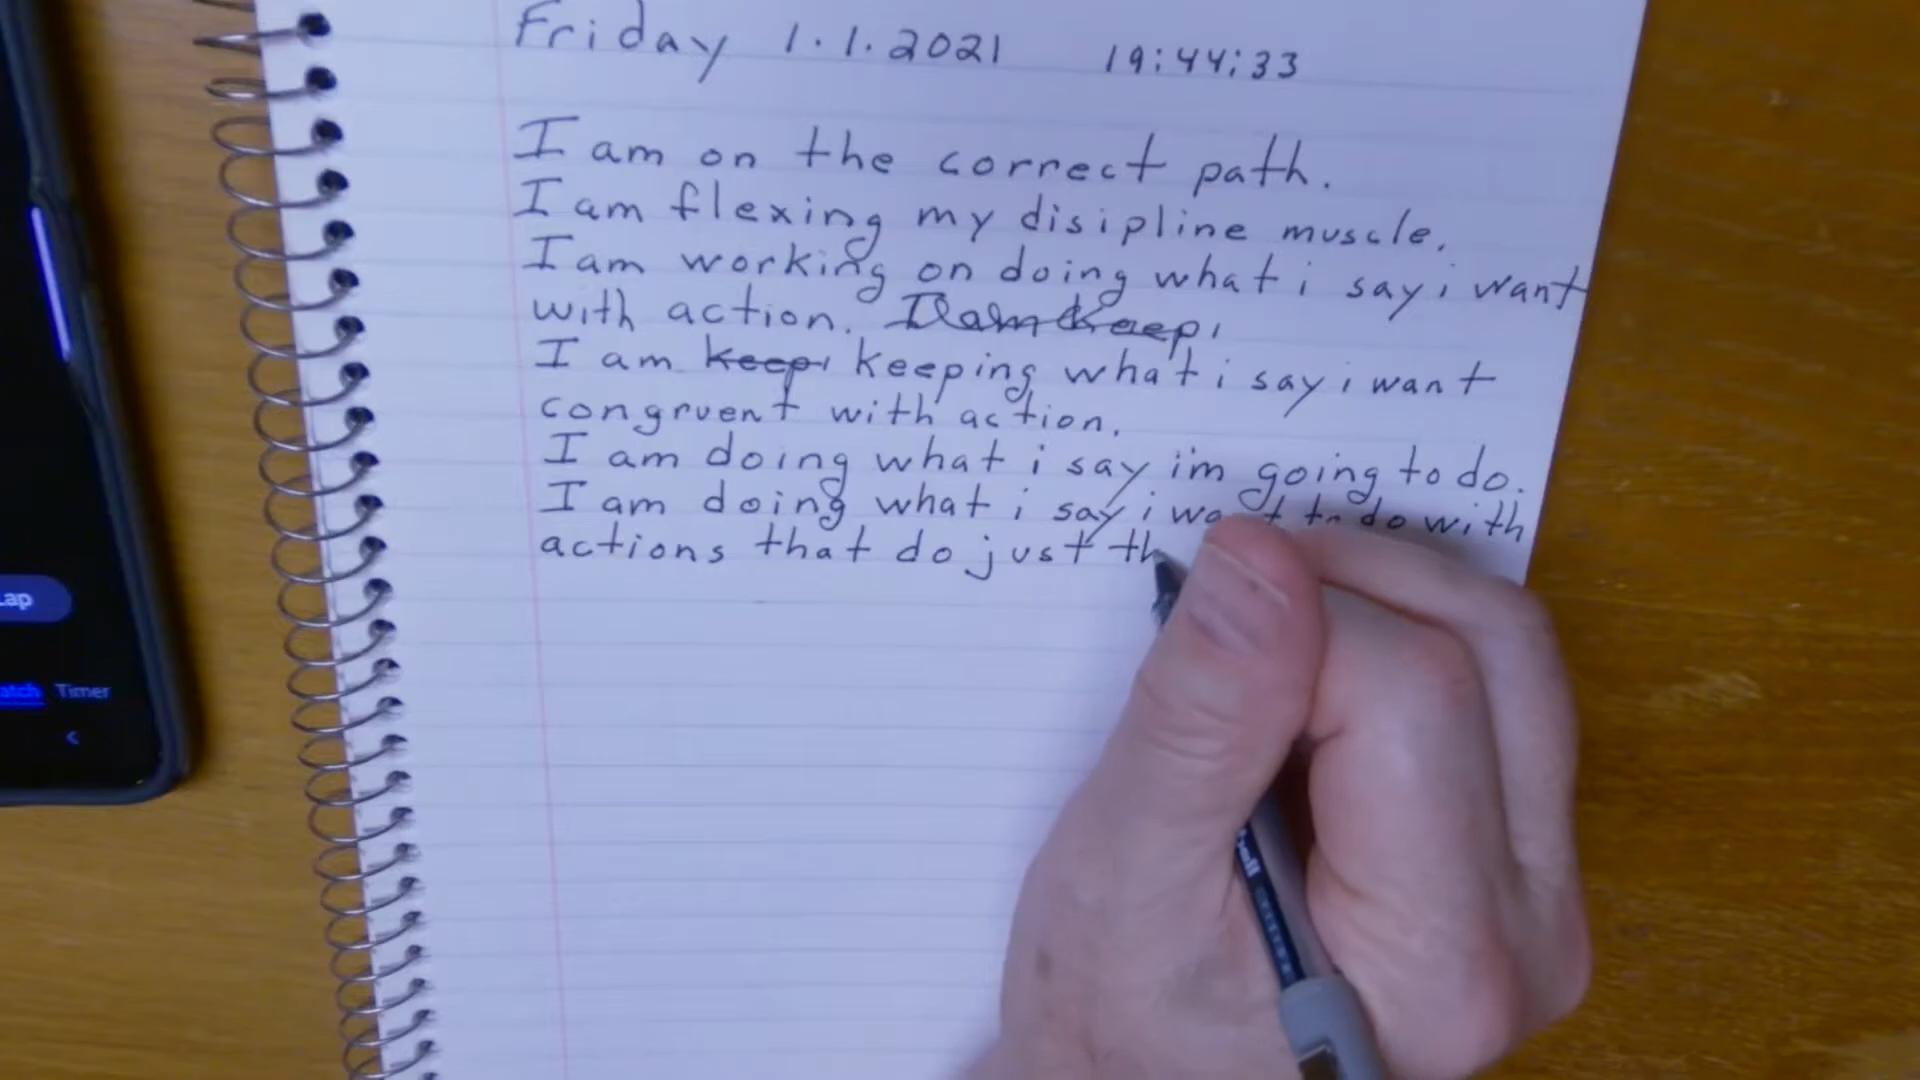 Friday 1.1.2021 19:44:33
I am on the correct path.
I am flexing my disipline muscle.
I am working on doing what i say i want
with action. I am keep
I am keep keeping what i say i want
congruent with action.
I am doing what i say i'm going to do.
I am doing what i say i want to do with
actions that do just th
Lap
Timer